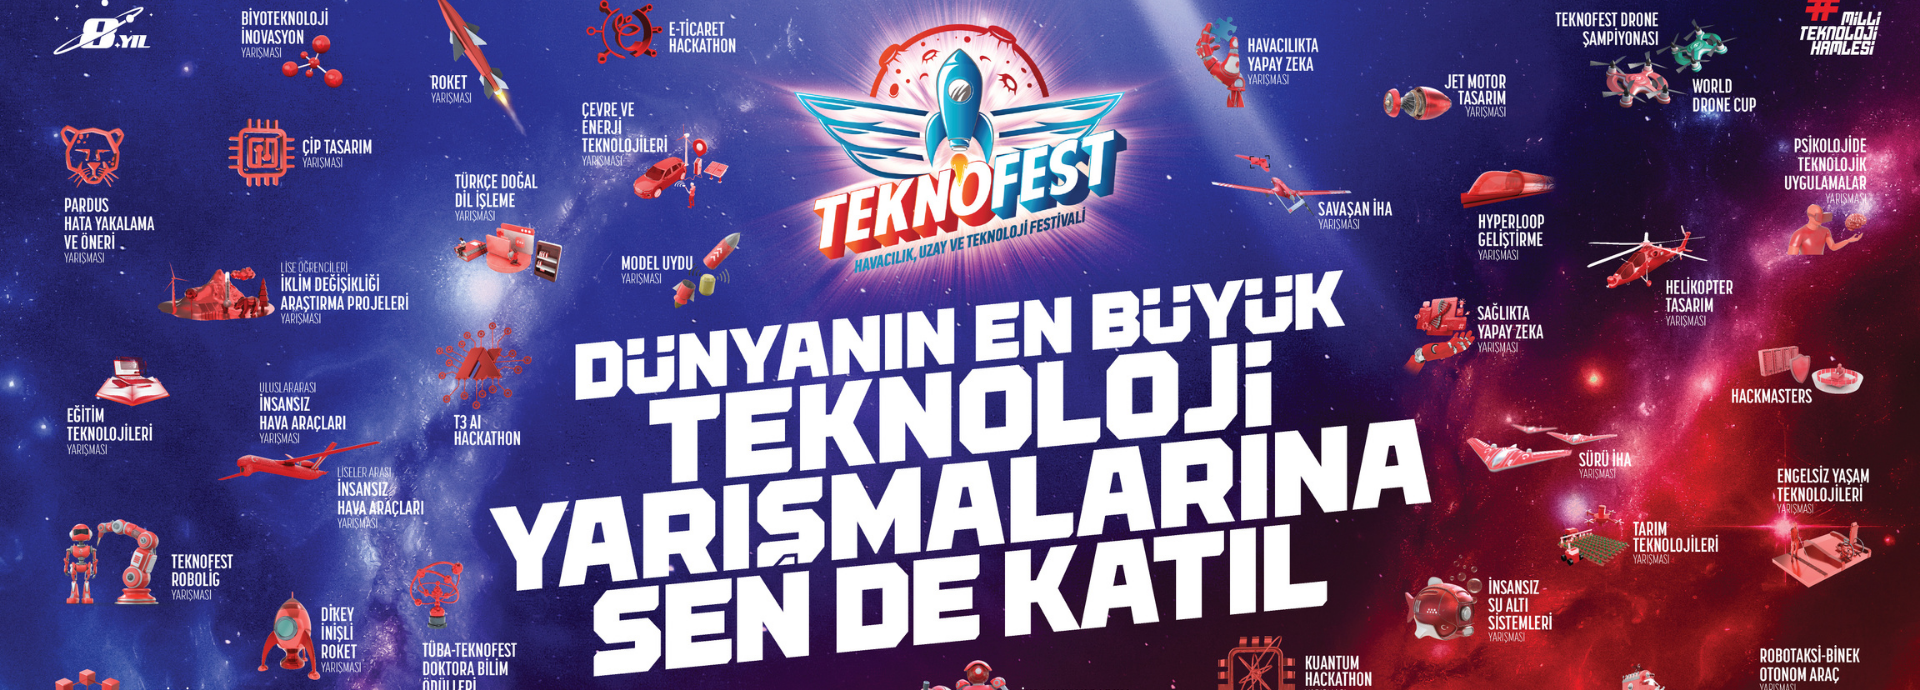 8.YIL
BİYOTEKNOLOJİ
İNOVASYON
YARIŞMASI
ROKET
YARIŞMASI
E-TİCARET
HACKATHON
HAVACILIKTA
YAPAY ZEKA
YARIŞMASI
JET MOTOR
TASARIM
YARIŞMASI
TEKNOFEST DRONE
ŞAMPİYONASI
WORLD
DRONE CUP
#MİLLİ
TEKNOLOJİ
HAMLESİ
PARDUS
HATA YAKALAMA
VE ÖNERİ
YARIŞMASI
ÇİP TASARIM
YARIŞMASI
TÜRKÇE DOĞAL
DİL İŞLEME
YARIŞMASI
ÇEVRE VE
ENERJİ
TEKNOLOJİLERİ
YARIŞMASI
TEKNOFEST
HAVACILIK, UZAY VE TEKNOLOJİ FESTİVALİ
SAVAŞAN İHA
YARIŞMASI
HYPERLOOP
GELİŞTİRME
YARIŞMASI
PSİKOLOJİDE
TEKNOLOJİK
UYGULAMALAR
YARIŞMASI
LİSE ÖĞRENCİLERİ
İKLİM DEĞİŞİKLİĞİ
ARAŞTIRMA PROJELERİ
YARIŞMASI
MODEL UYDU
YARIŞMASI
HELİKOPTER
TASARIM
YARIŞMASI
SAĞLIKTA
YAPAY ZEKA
YARIŞMASI
DÜNYANIN EN BÜYÜK
TEKNOLOJİ
YARIŞMALARINA
SEN DE KATIL
EĞİTİM
TEKNOLOJİLERİ
YARIŞMASI
ULUSLARARASI
İNSANSIZ
HAVA ARAÇLARI
YARIŞMASI
T3 AI
HACKATHON
HACKMASTERS
LİSELER ARASI
İNSANSIZ
HAVA ARAÇLARI
YARIŞMASI
SÜRÜ İHA
YARIŞMASI
ENGELSİZ YAŞAM
TEKNOLOJİLERİ
YARIŞMASI
TEKNOFEST
ROBOLİG
YARIŞMASI
TARIM
TEKNOLOJİLERİ
YARIŞMASI
DİKEY
İNİŞLİ
ROKET
YARIŞMASI
TÜBA-TEKNOFEST
DOKTORA BİLİM
ÖDÜLLERİ
İNSANSIZ
SU ALTI
SİSTEMLERİ
YARIŞMASI
KUANTUM
HACKATHON
ROBOTAKSİ-BİNEK
OTONOM ARAÇ
YARIŞMASI